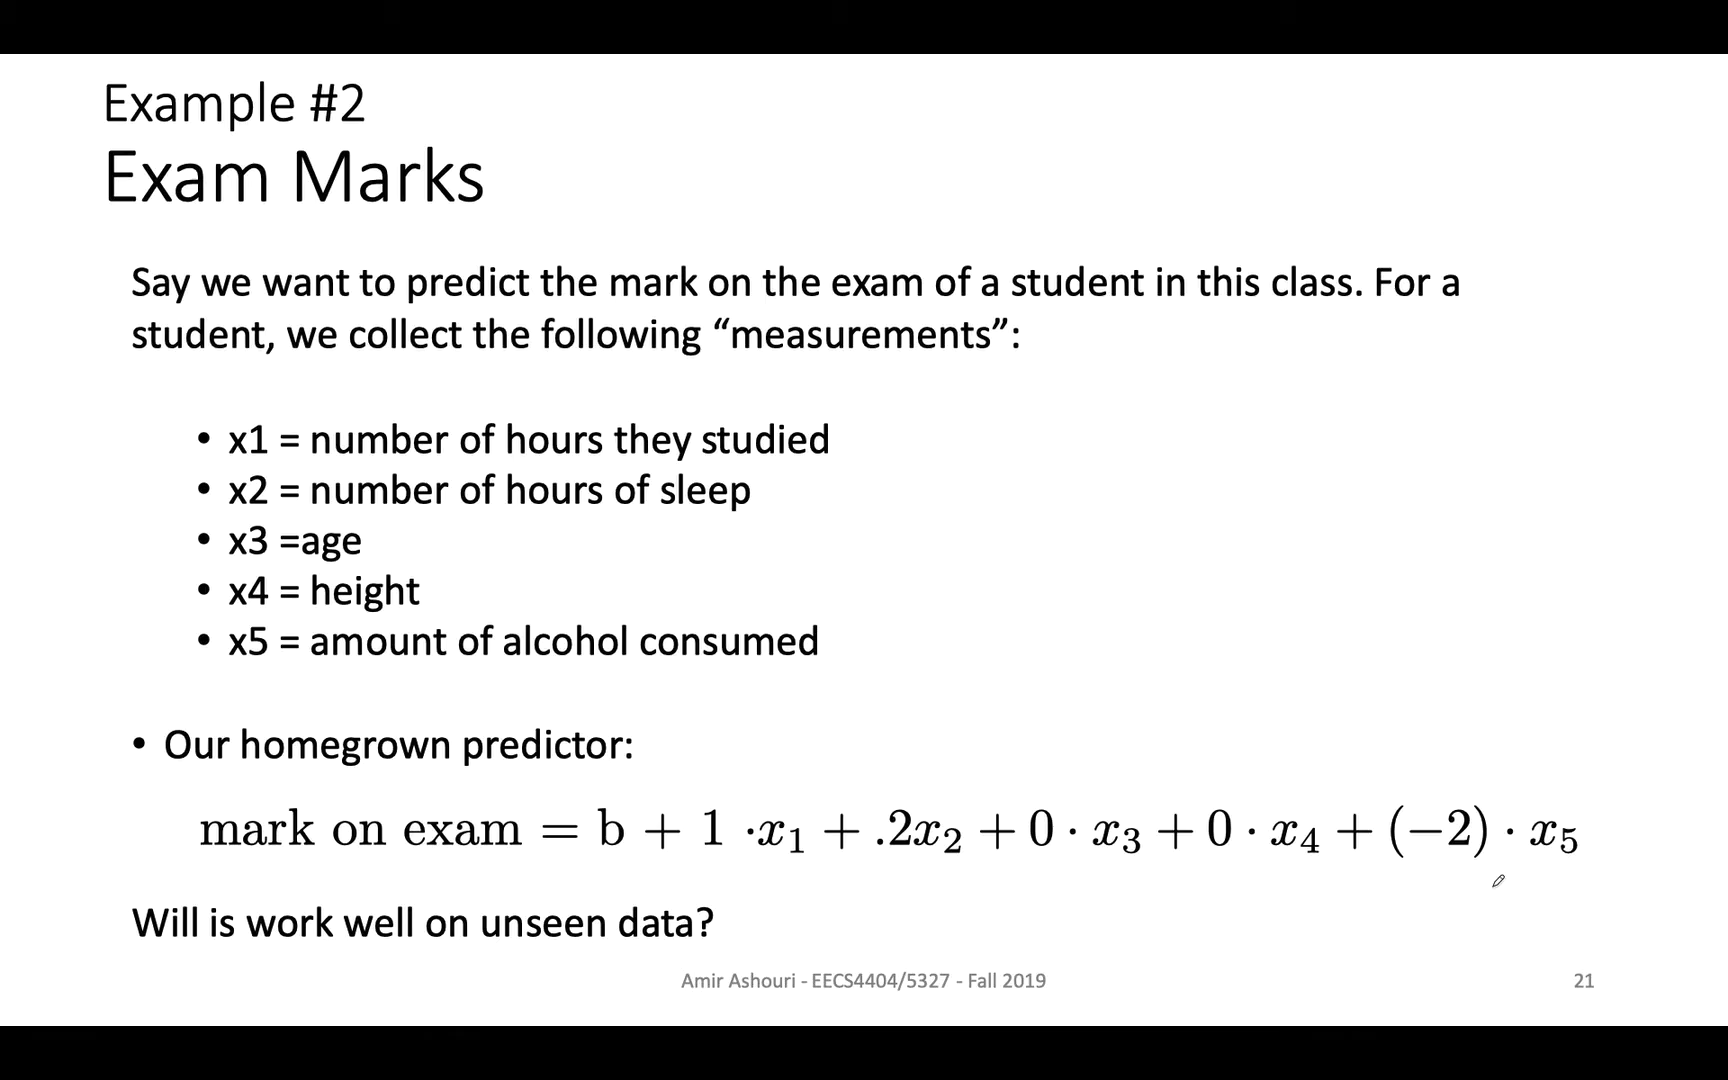 Example #2
Exam Marks
Say we want to predict the mark on the exam of a student in this class. For a
student, we collect the following “measurements”:
• x1 = number of hours they studied
• x2 = number of hours of sleep
• x3 =age
• x4 = height
• x5 = amount of alcohol consumed
• Our homegrown predictor:
mark on exam = b + 1 ·x₁ + .2x₂ + 0 · x₃ + 0 · x₄ + (−2) · x₅
Will is work well on unseen data?
Amir Ashouri - EECS4404/5327 - Fall 2019
21